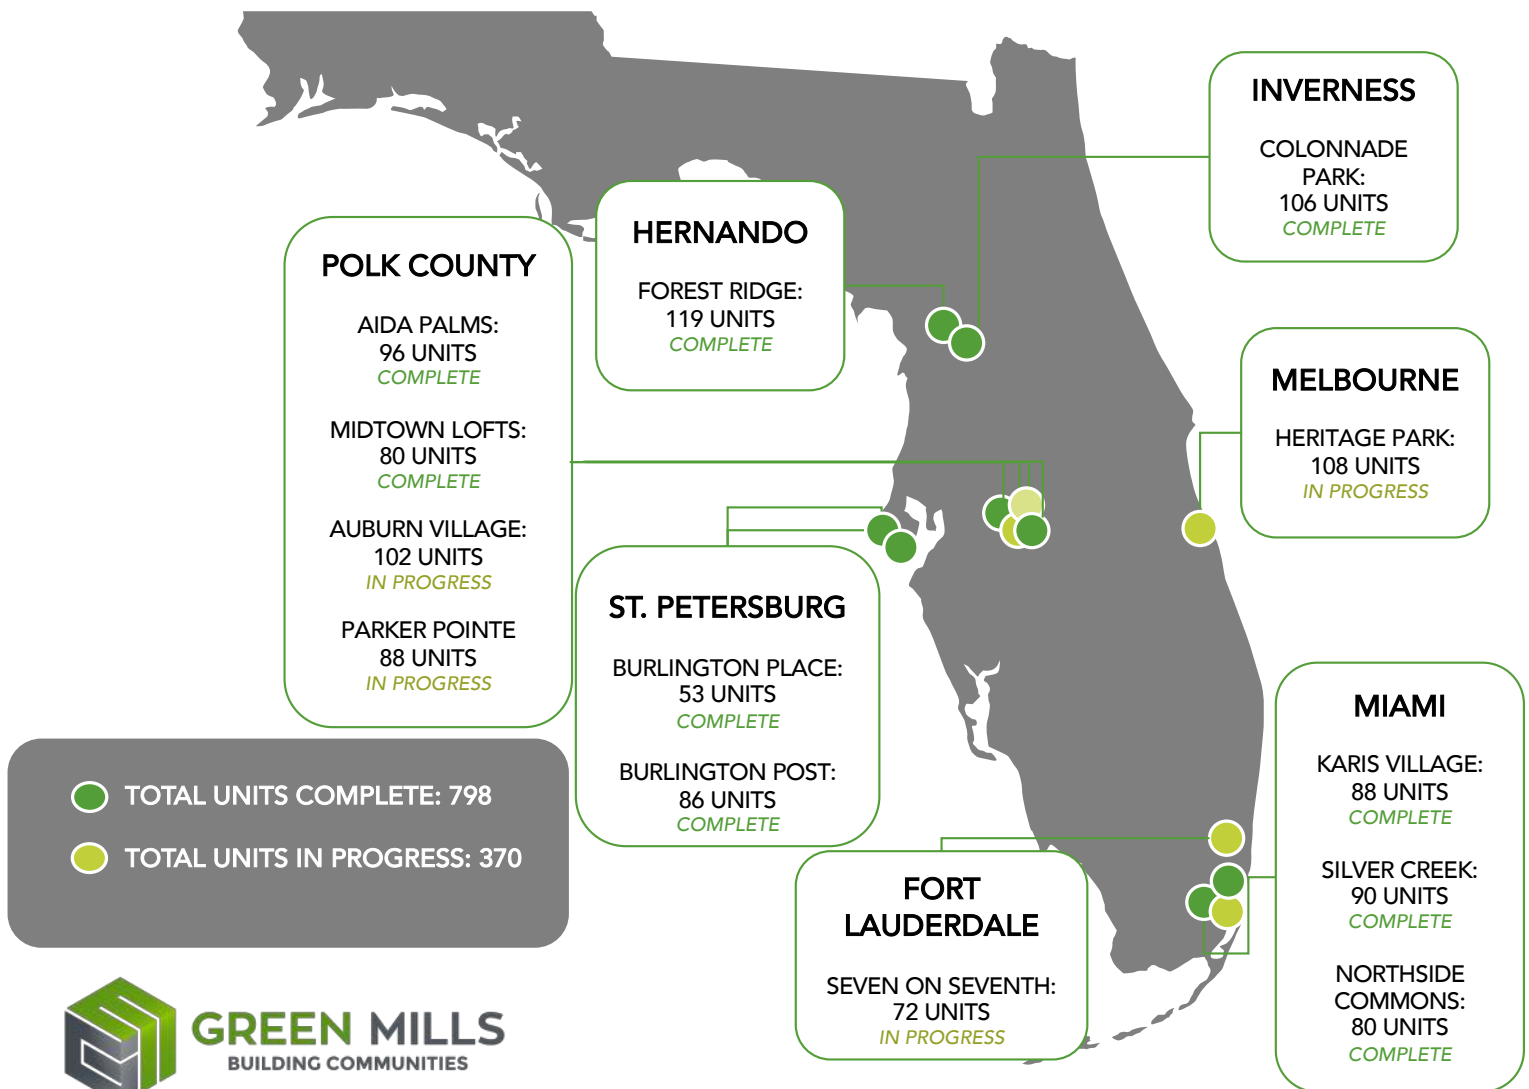 INVERNESS
COLONNADE
PARK:
106 UNITS
COMPLETE
HERNANDO
FOREST RIDGE:
119 UNITS
COMPLETE
POLK COUNTY
AIDA PALMS:
96 UNITS
COMPLETE
MIDTOWN LOFTS:
80 UNITS
COMPLETE
AUBURN VILLAGE:
102 UNITS
IN PROGRESS
PARKER POINTE
88 UNITS
IN PROGRESS
MELBOURNE
HERITAGE PARK:
108 UNITS
IN PROGRESS
ST. PETERSBURG
BURLINGTON PLACE:
53 UNITS
COMPLETE
BURLINGTON POST:
86 UNITS
COMPLETE
MIAMI
KARIS VILLAGE:
88 UNITS
COMPLETE
SILVER CREEK:
90 UNITS
COMPLETE
NORTHSIDE
COMMONS:
80 UNITS
COMPLETE
FORT
LAUDERDALE
SEVEN ON SEVENTH:
72 UNITS
IN PROGRESS
TOTAL UNITS COMPLETE: 798
TOTAL UNITS IN PROGRESS: 370
GREEN MILLS
BUILDING COMMUNITIES